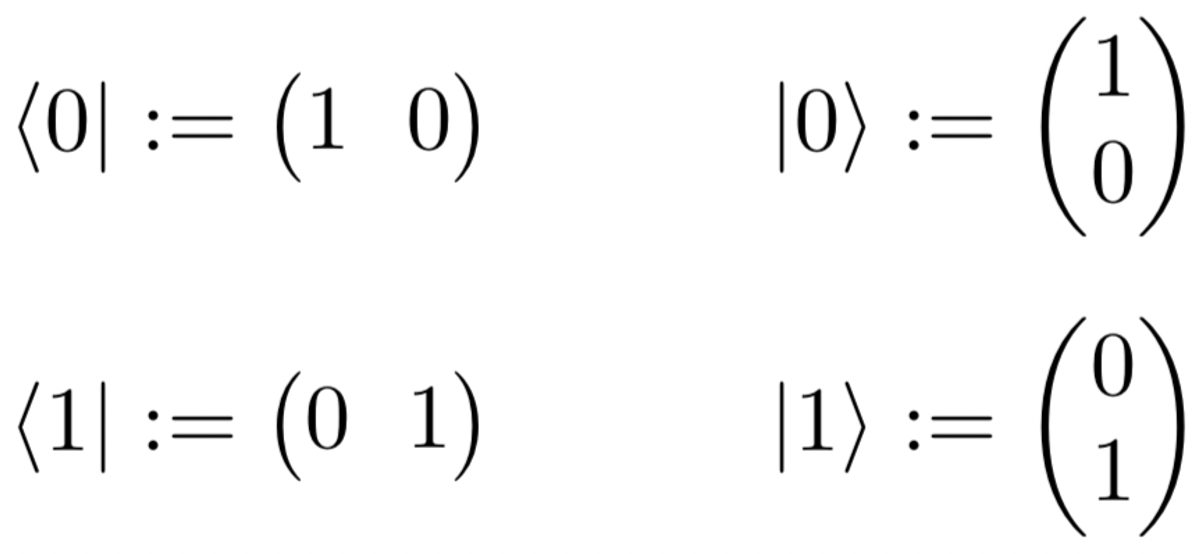 ⟨0| := (1 0) |0⟩ := (1 0)
⟨1| := (0 1) |1⟩ := (0 1)